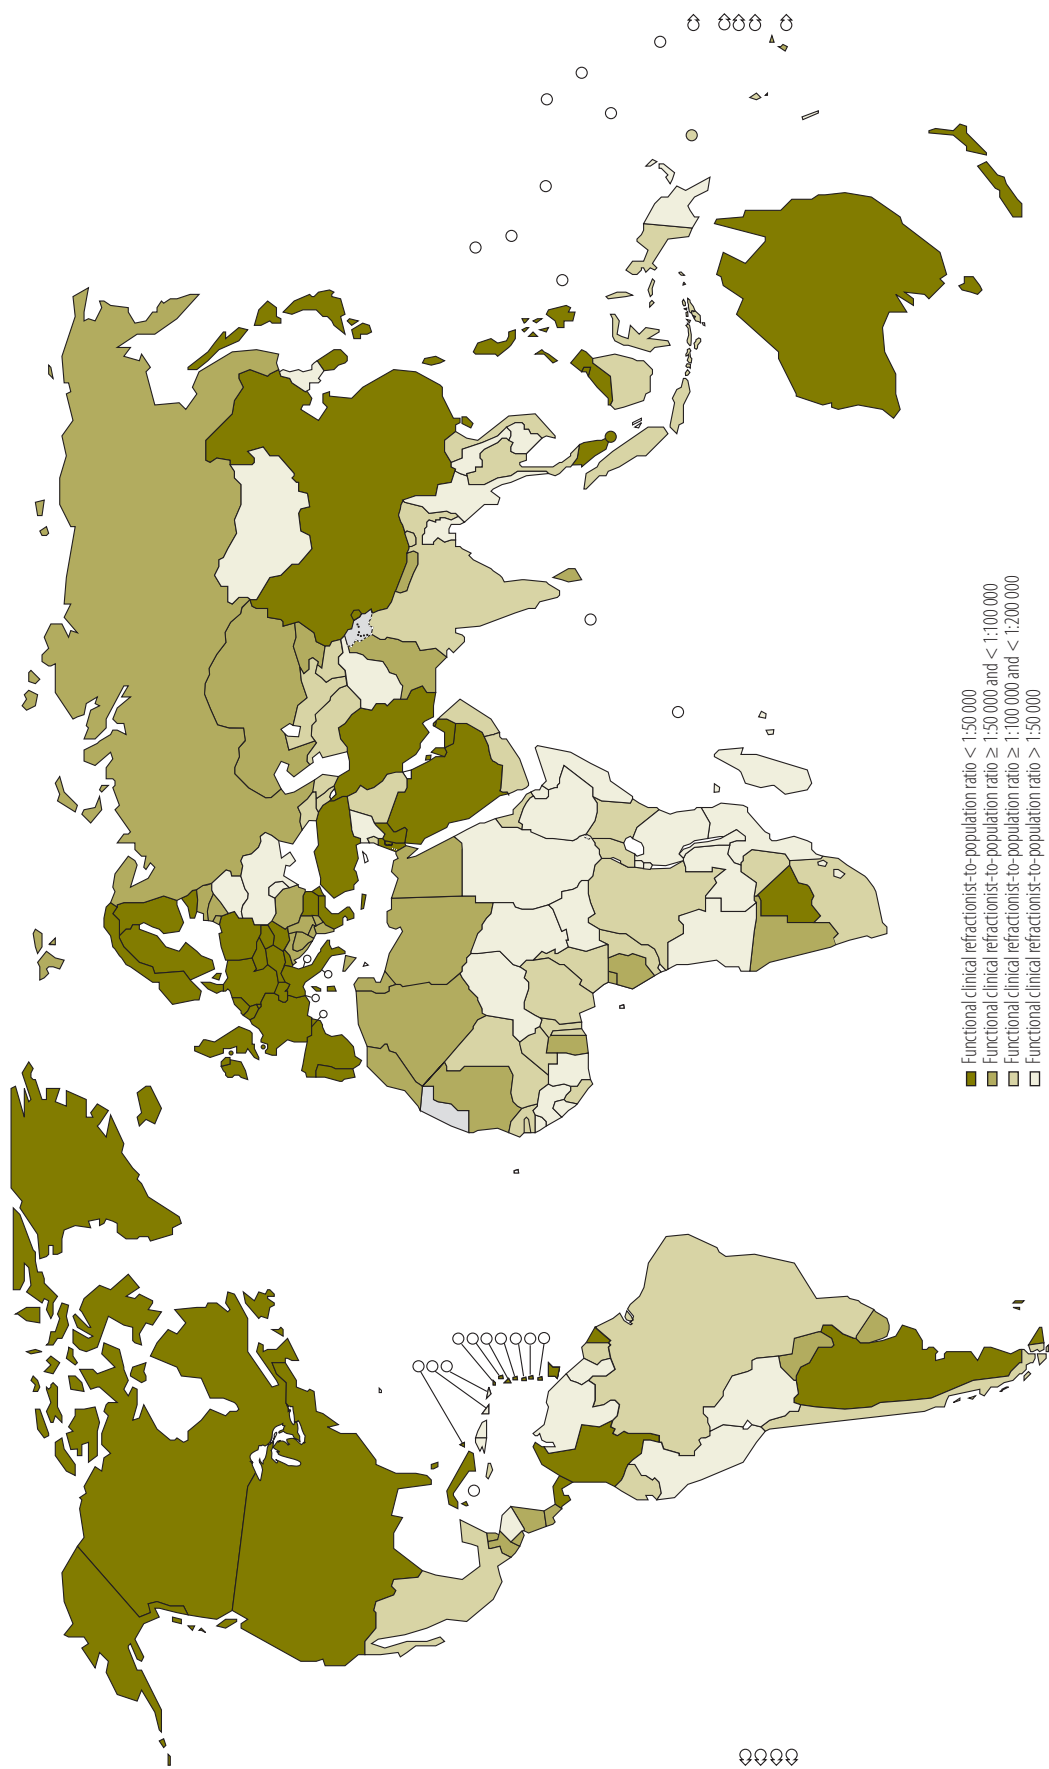 Functional clinical refractionist-to-population ratio < 1:50 000
Functional clinical refractionist-to-population ratio ≥ 1:50 000 and < 1:100 000
Functional clinical refractionist-to-population ratio ≥ 1:100 000 and < 1:200 000
Functional clinical refractionist-to-population ratio > 1:50 000